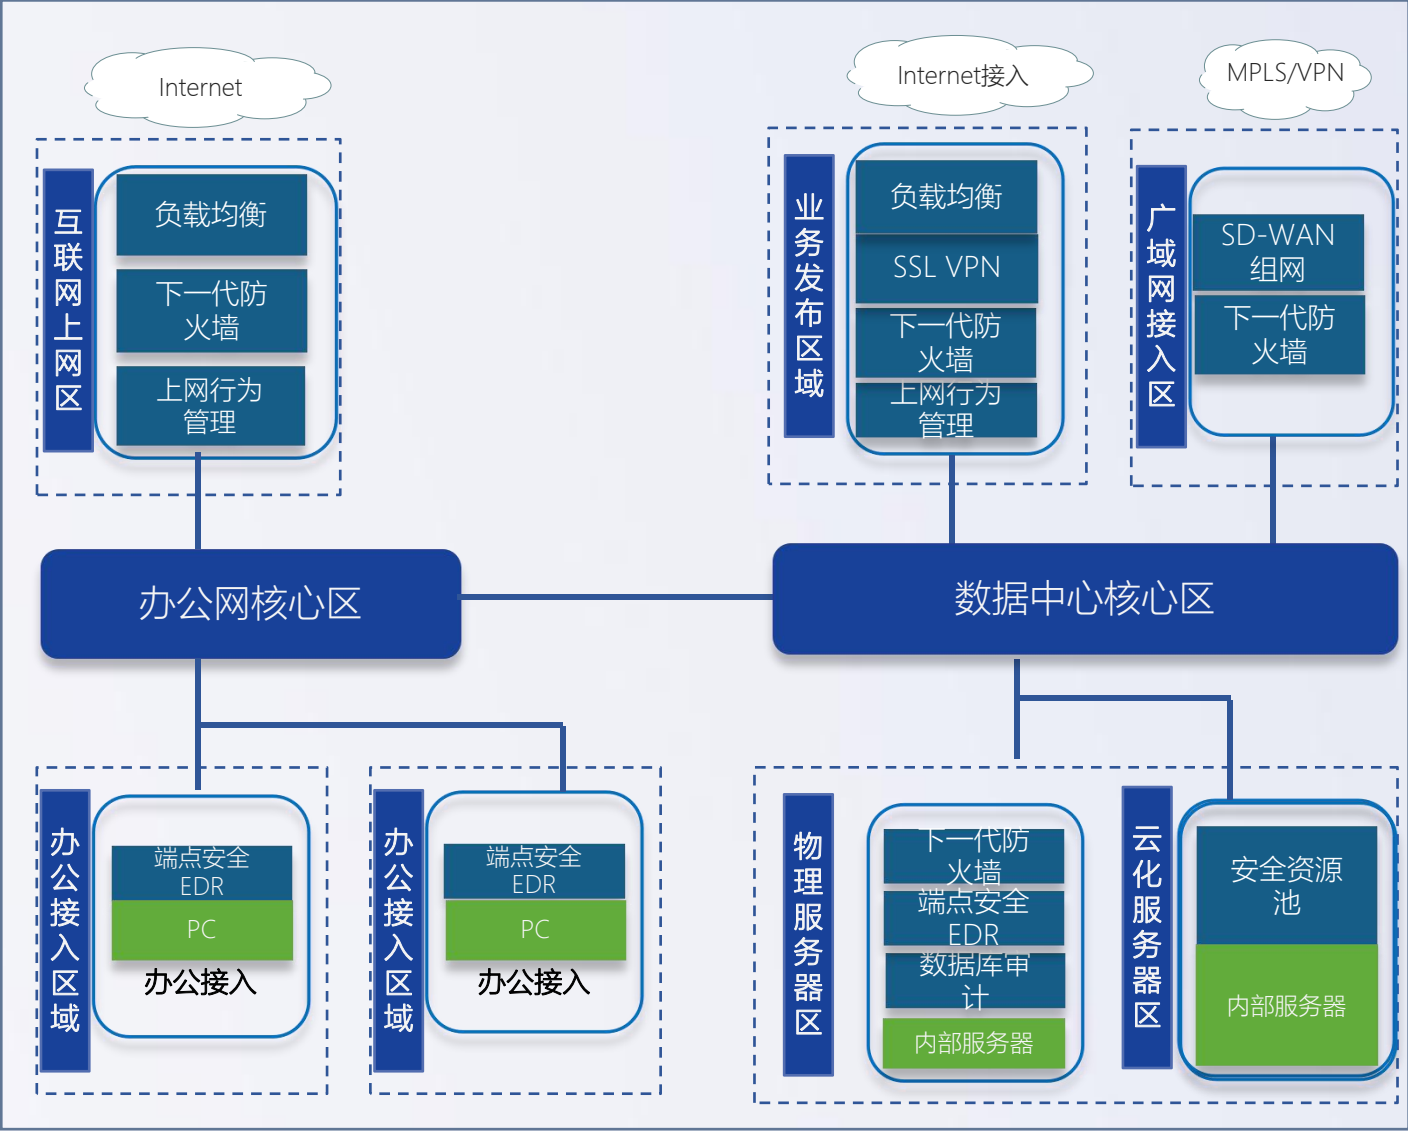 Internet
互联网上网区
负载均衡
下一代防
火墙
上网行为
管理
Internet接入
业务发布区域
负载均衡
SSL VPN
下一代防
火墙
上网行为
管理
MPLS/VPN
广域网接入区
SD-WAN
组网
下一代防
火墙
办公网核心区
数据中心核心区
办公接入区域
端点安全
EDR
PC
办公接入
办公接入区域
端点安全
EDR
PC
办公接入
物理服务器区
下一代防
火墙
端点安全
EDR
数据库审
计
内部服务器
云化服务器区
安全资源
池
内部服务器